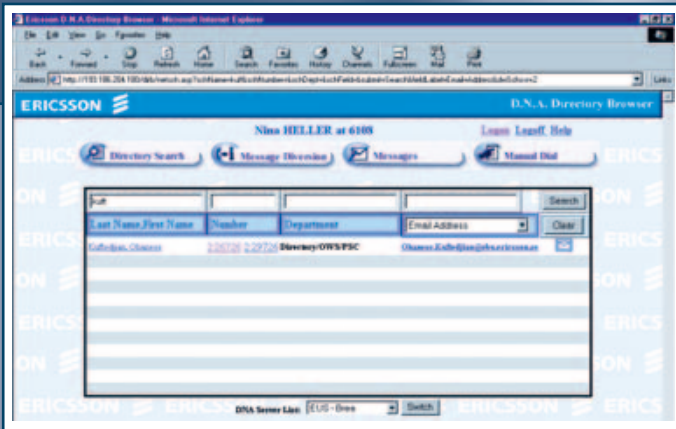 Ericsson D.N.A. Directory Browser - Microsoft Internet Explorer
File Edit View Go Favorites Help
Back Forward Stop Refresh Home Search Favorites History Channels Fullscreen Mail Print
Address Links
ERICSSON D.N.A. Directory Browser
Nina HELLER at 6108 Logon Logoff Help
Directory Search Message Diversion Messages Manual Dial
Search
Last Name, First Name Number Department Email Address Clear
Directory/OWS/PSC
DNA Server List: EUS - Brea Switch